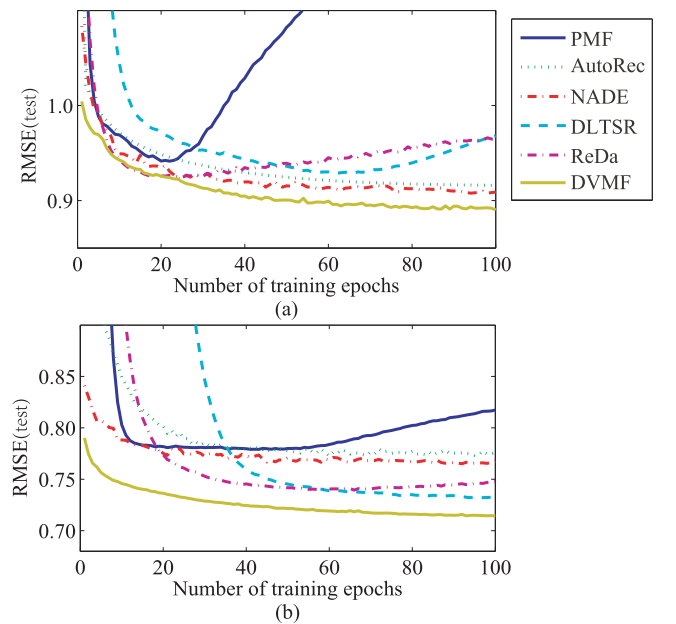 RMSE(test)
1.0
0.9
0
20
40
60
80
100
Number of training epochs
(a)
PMF
AutoRec
NADE
DLTSR
ReDa
DVMF
RMSE(test)
0.85
0.80
0.75
0.70
0
20
40
60
80
100
Number of training epochs
(b)